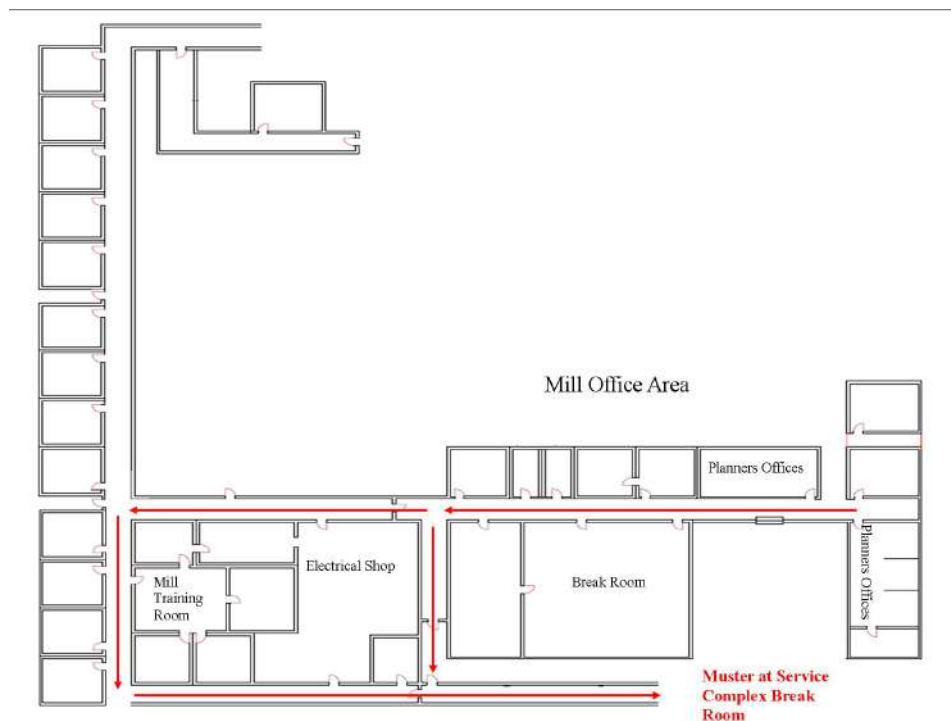 Mill Office Area
Planners Offices
Planners Offices
Electrical Shop
Break Room
Mill
Training
Room
Muster at Service
Complex Break
Room